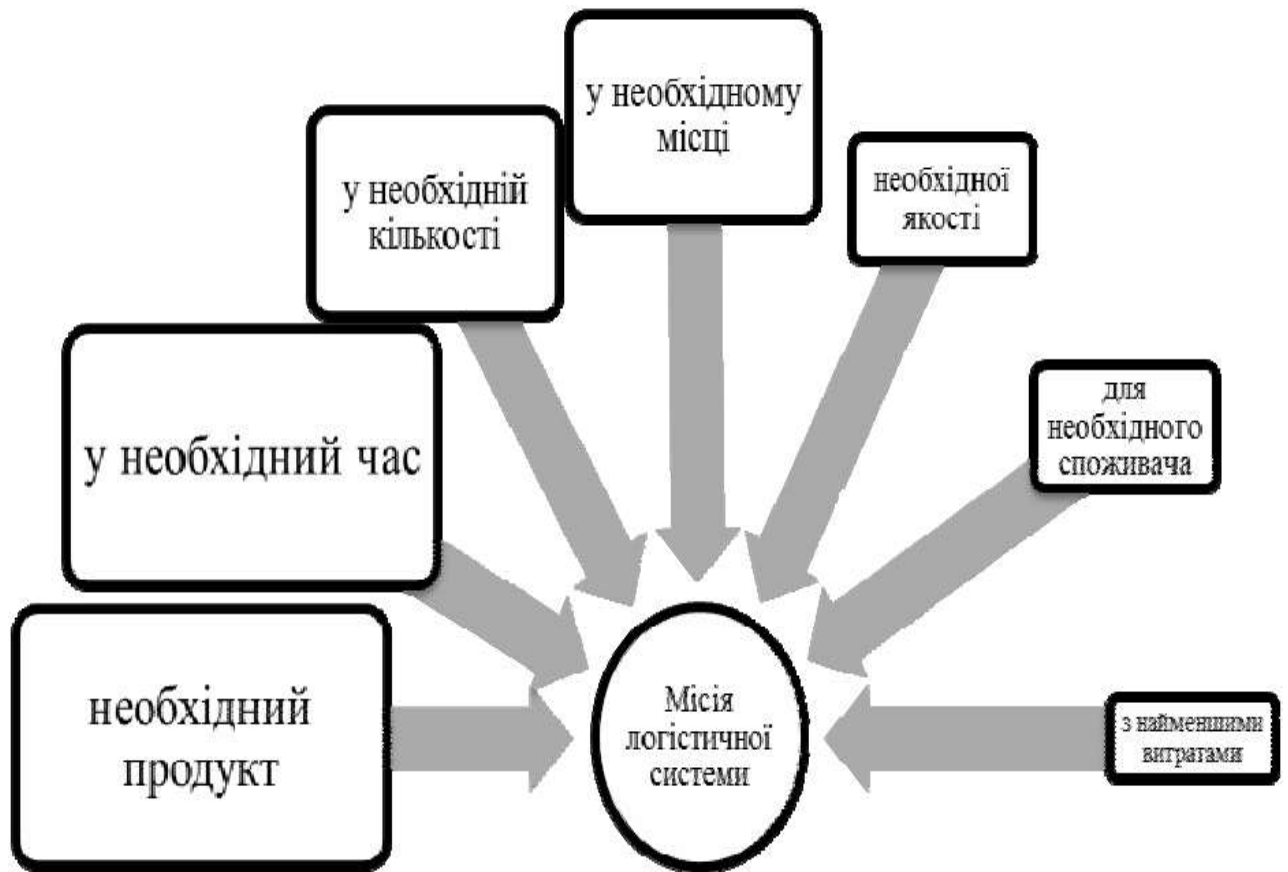 у необхідному
місці
у необхідній
кількості
необхідної
якості
у необхідний час
для
необхідного
споживача
необхідний
продукт
Місія
логістичної
системи
з найменшими
витратами